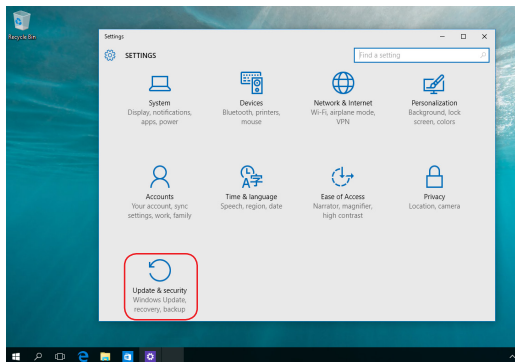 Recycle Bin
Settings
SETTINGS
Find a setting
System
Display, notifications,
apps, power
Devices
Bluetooth, printers,
mouse
Network & Internet
Wi-Fi, airplane mode,
VPN
Personalization
Background, lock
screen, colors
Accounts
Your account, sync
settings, work, family
Time & language
Speech, region, date
Ease of Access
Narrator, magnifier,
high contrast
Privacy
Location, camera
Update & security
Windows Update,
recovery, backup